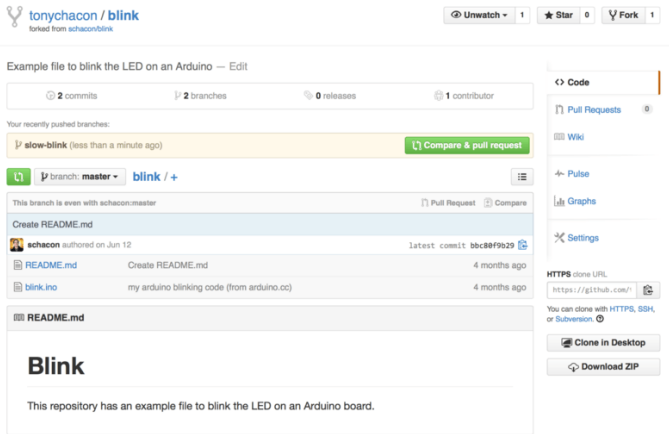 tonychacon / blink
forked from schacon/blink
Unwatch 1 Star 0 Fork 1
Example file to blink the LED on an Arduino — Edit
2 commits 2 branches 0 releases 1 contributor
Your recently pushed branches:
slow-blink (less than a minute ago) Compare & pull request
branch: master blink / +
This branch is even with schacon:master Pull Request Compare
Create README.md
schacon authored on Jun 12 latest commit bbc80f9b29
README.md Create README.md 4 months ago
blink.ino my arduino blinking code (from arduino.cc) 4 months ago
README.md
Blink
This repository has an example file to blink the LED on an Arduino board.
Code
Pull Requests 0
Wiki
Pulse
Graphs
Settings
HTTPS clone URL
https://github.com/
You can clone with HTTPS, SSH,
or Subversion.
Clone in Desktop
Download ZIP